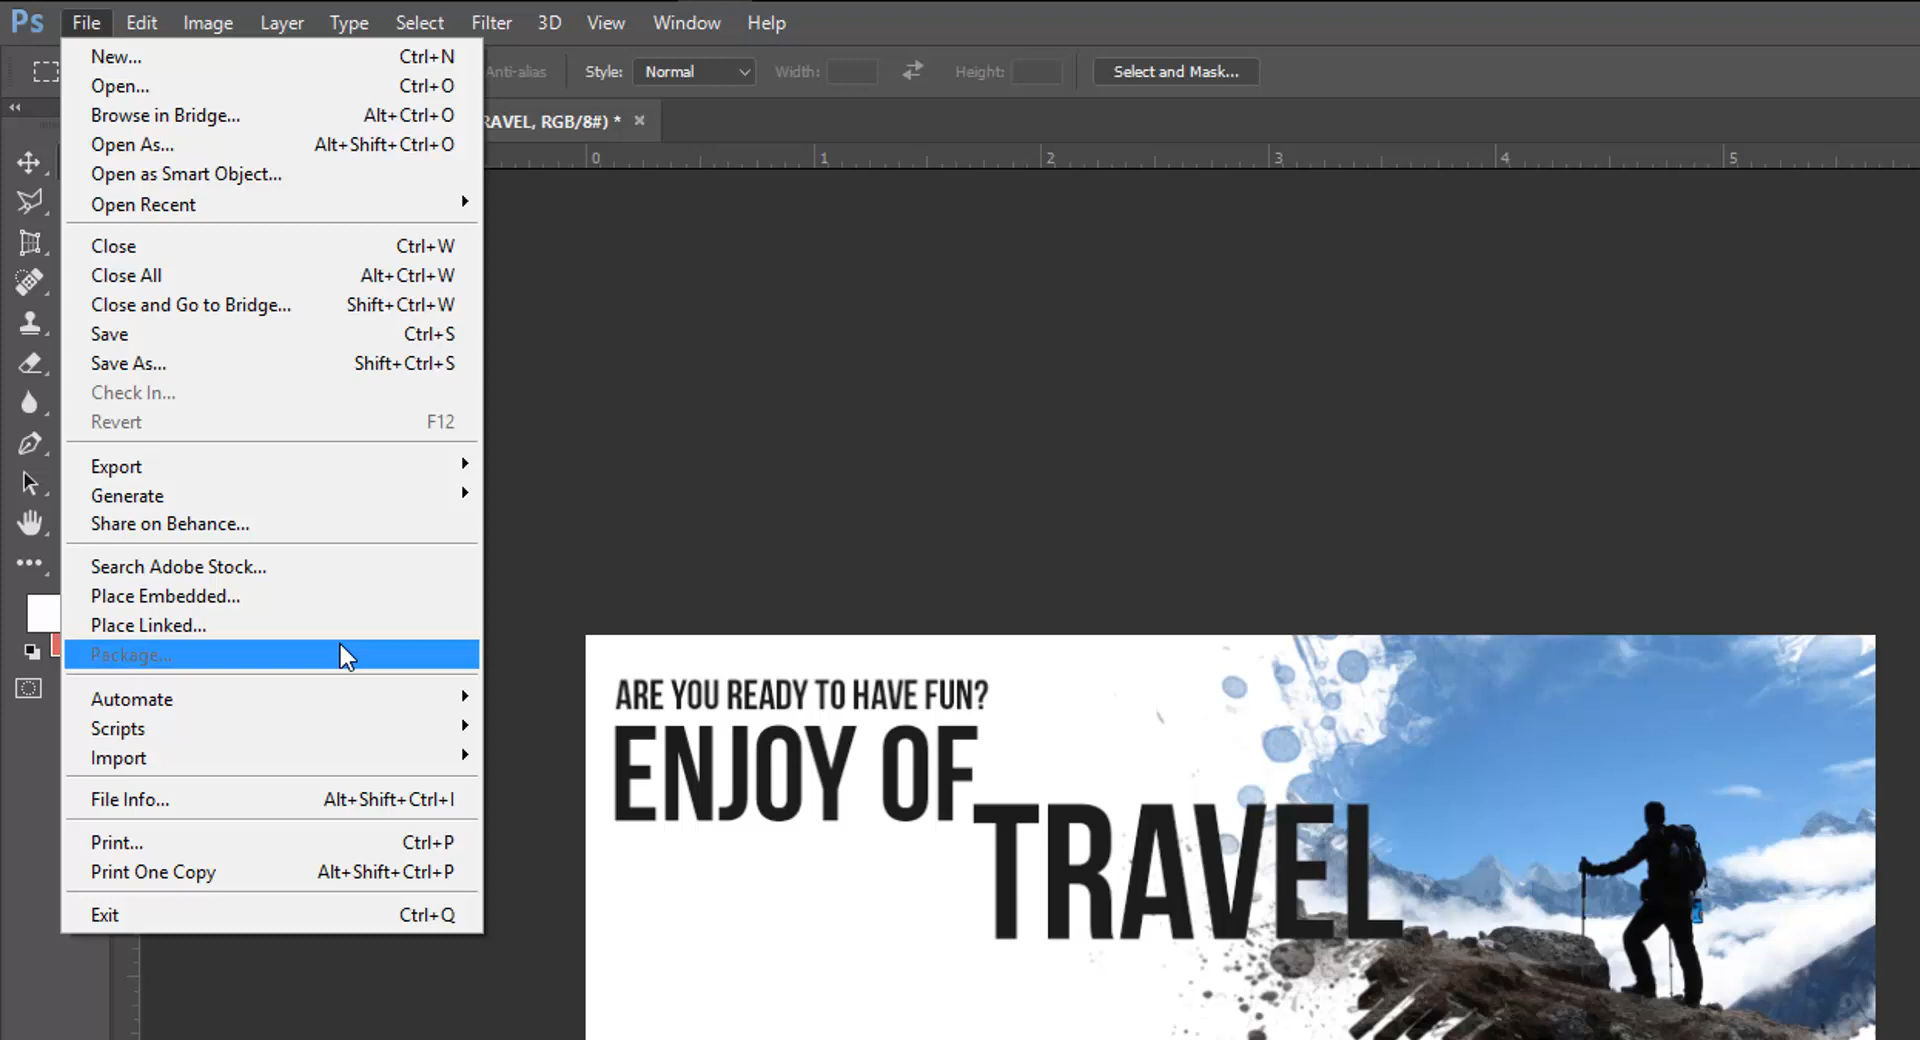 Ps File Edit Image Layer Type Select Filter 3D View Window Help
Anti-alias Style: Normal Width: Height: Select and Mask...
RAVEL, RGB/8#) *
0 1 2 3 4 5
New... Ctrl+N
Open... Ctrl+O
Browse in Bridge... Alt+Ctrl+O
Open As... Alt+Shift+Ctrl+O
Open as Smart Object...
Open Recent
Close Ctrl+W
Close All Alt+Ctrl+W
Close and Go to Bridge... Shift+Ctrl+W
Save Ctrl+S
Save As... Shift+Ctrl+S
Check In...
Revert F12
Export
Generate
Share on Behance...
Search Adobe Stock...
Place Embedded...
Place Linked...
Package...
Automate
Scripts
Import
File Info... Alt+Shift+Ctrl+I
Print... Ctrl+P
Print One Copy Alt+Shift+Ctrl+P
Exit Ctrl+Q
ARE YOU READY TO HAVE FUN?
ENJOY OF
TRAVEL